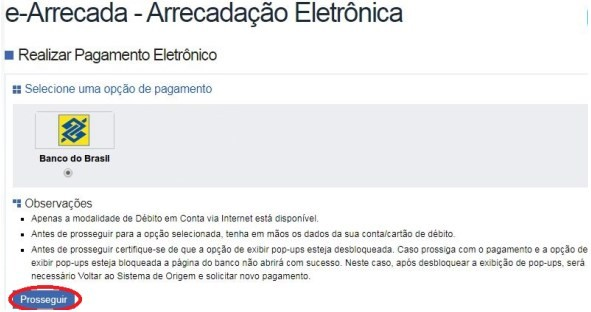 e-Arrecada - Arrecadação Eletrônica
Realizar Pagamento Eletrônico
Selecione uma opção de pagamento
Banco do Brasil
Observações
Apenas a modalidade de Débito em Conta via Internet está disponível.
Antes de prosseguir para a opção selecionada, tenha em mãos os dados da sua conta/cartão de débito.
Antes de prosseguir certifique-se de que a opção de exibir pop-ups esteja desbloqueada. Caso prossiga com o pagamento e a opção de
exibir pop-ups esteja bloqueada a página do banco não abrirá com sucesso. Neste caso, após desbloquear a exibição de pop-ups, será
necessário Voltar ao Sistema de Origem e solicitar novo pagamento.
Prosseguir